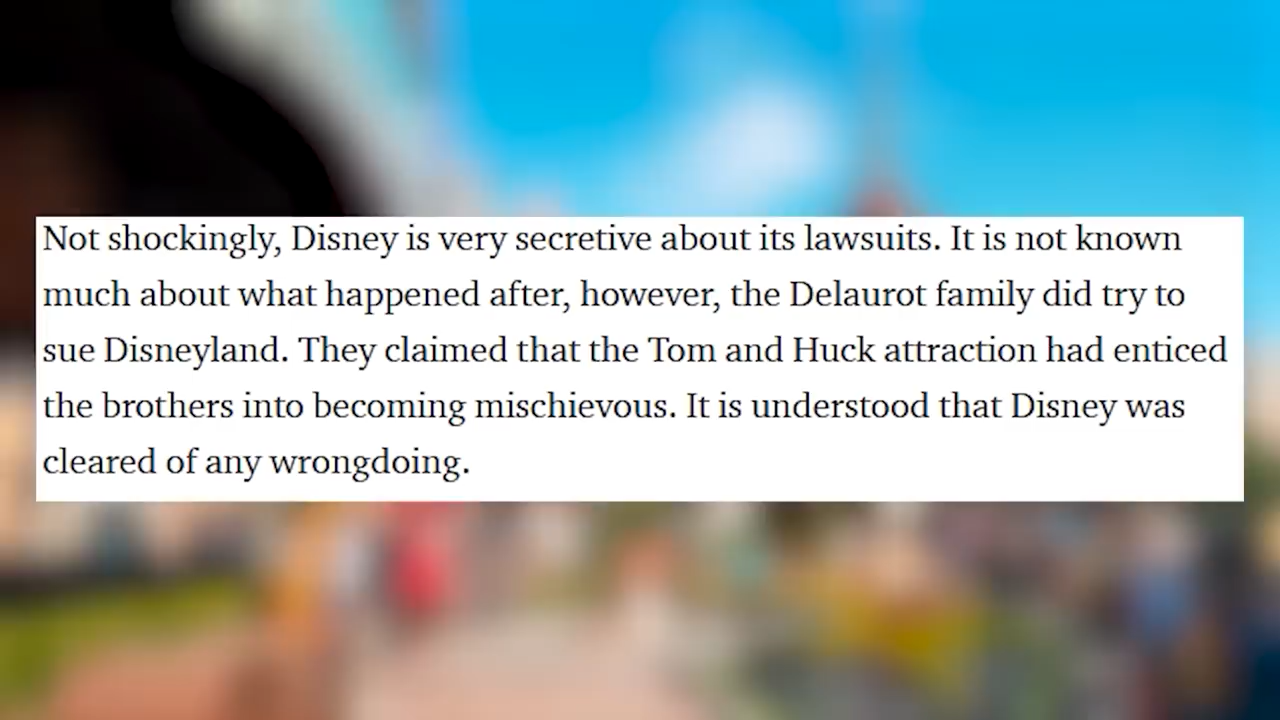 Not shockingly, Disney is very secretive about its lawsuits. It is not known
much about what happened after, however, the Delaurot family did try to
sue Disneyland. They claimed that the Tom and Huck attraction had enticed
the brothers into becoming mischievous. It is understood that Disney was
cleared of any wrongdoing.